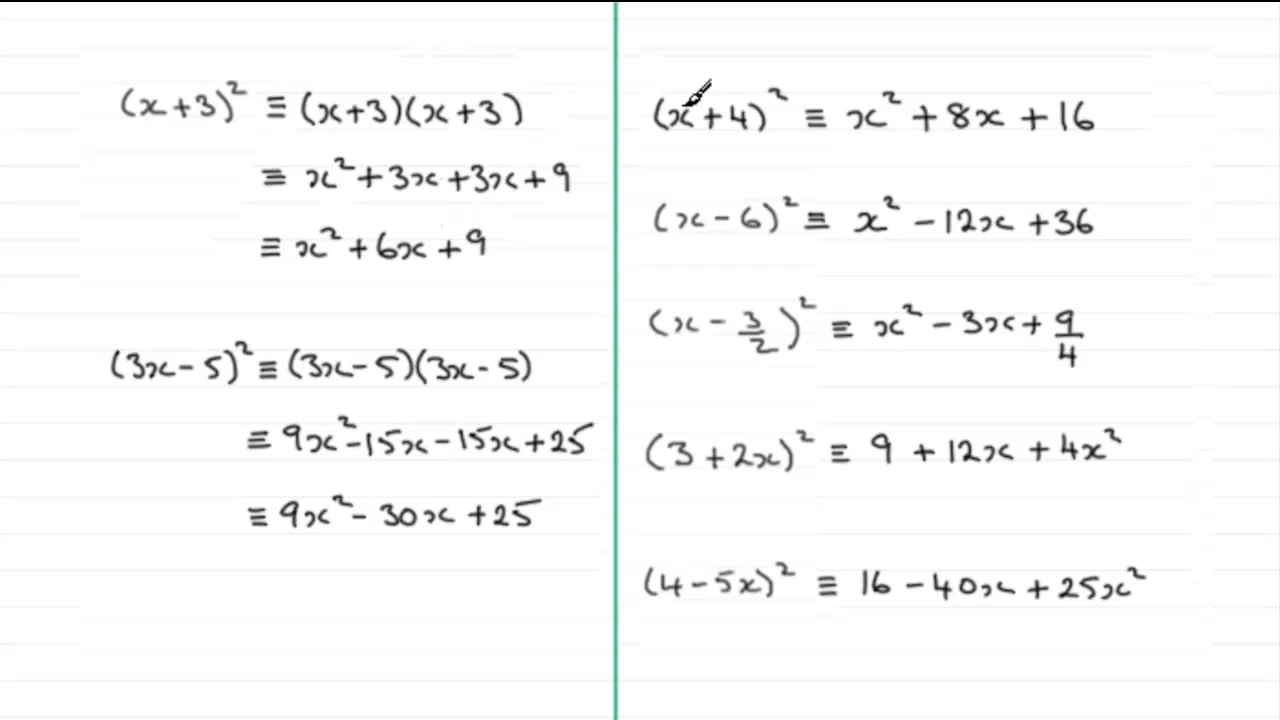 (x+3)² ≡ (x+3)(x+3)
≡ x² + 3x + 3x + 9
≡ x² + 6x + 9
(3x − 5)² ≡ (3x − 5)(3x − 5)
≡ 9x² − 15x − 15x + 25
≡ 9x² − 30x + 25
(x + 4)² ≡ x² + 8x + 16
(x − 6)² ≡ x² − 12x + 36
(x − 3/2)² ≡ x² − 3x + 9/4
(3 + 2x)² ≡ 9 + 12x + 4x²
(4 − 5x)² ≡ 16 − 40x + 25x²